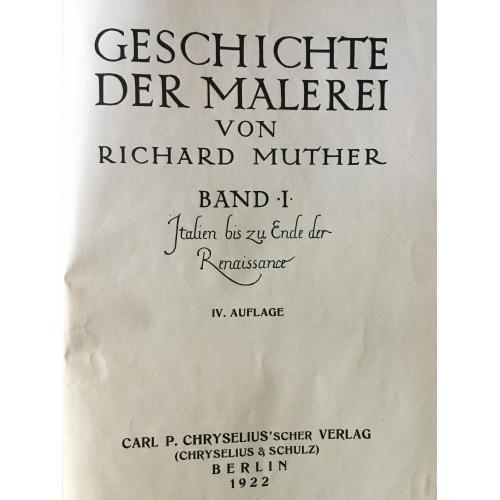 GESCHICHTE
DER MALEREI
VON
RICHARD MUTHER
BAND · I ·
Italien bis zu Ende der
Renaissance
IV. AUFLAGE
CARL P. CHRYSELIUS'SCHER VERLAG
(CHRYSELIUS & SCHULZ)
BERLIN
1922